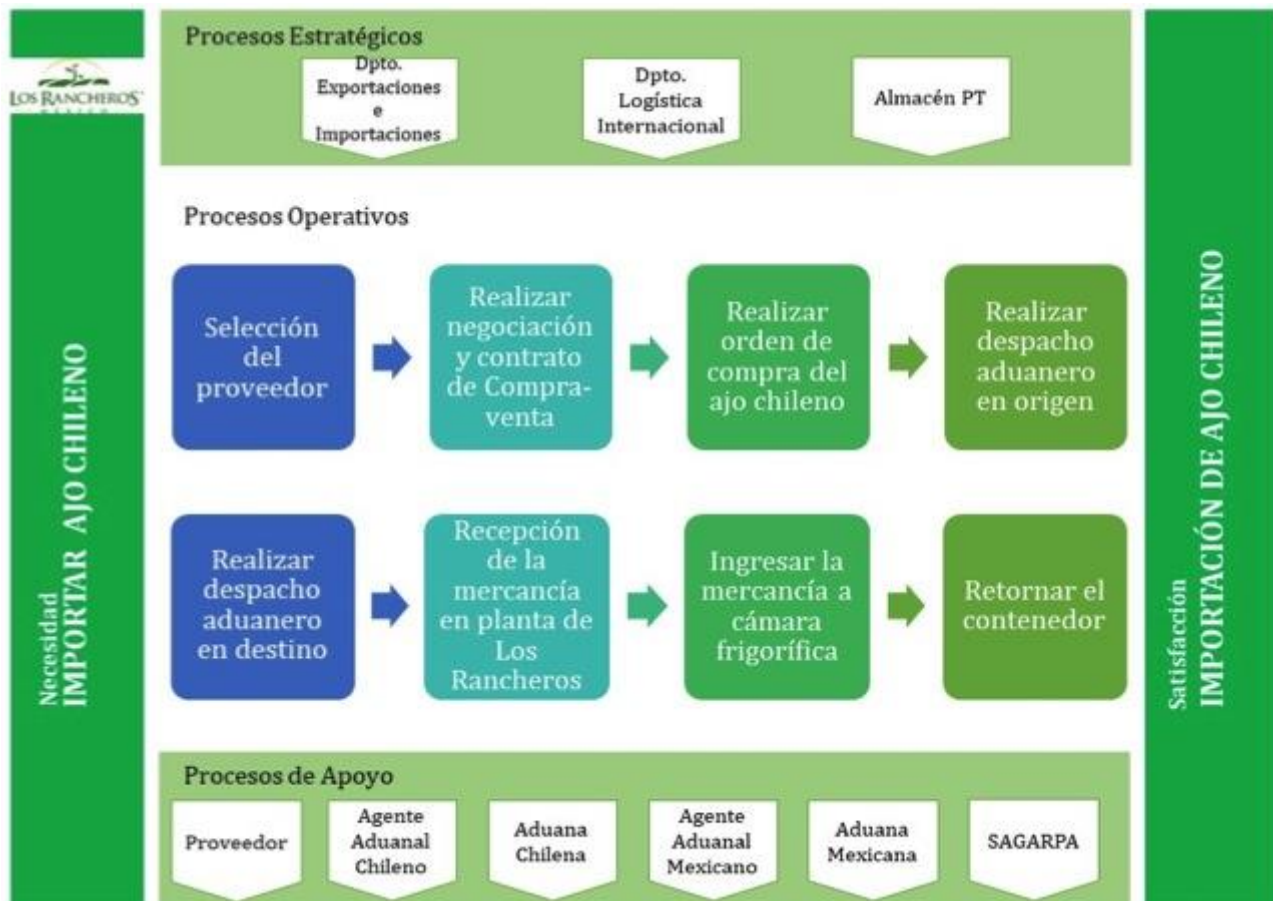 Procesos Estratégicos
LOS RANCHEROS
MÉXICO
Dpto.
Exportaciones
e
Importaciones
Dpto.
Logística
Internacional
Almacén PT
Procesos Operativos
Selección
del
proveedor
Realizar
negociación
y contrato
de Compra-
venta
Realizar
orden de
compra del
ajo chileno
Realizar
despacho
aduanero
en origen
Realizar
despacho
aduanero
en destino
Recepción
de la
mercancía
en planta de
Los
Rancheros
Ingresar la
mercancía a
cámara
frigorífica
Retornar el
contenedor
Necesidad
IMPORTAR AJO CHILENO
Satisfacción
IMPORTACIÓN DE AJO CHILENO
Procesos de Apoyo
Proveedor
Agente
Aduanal
Chileno
Aduana
Chilena
Agente
Aduanal
Mexicano
Aduana
Mexicana
SAGARPA